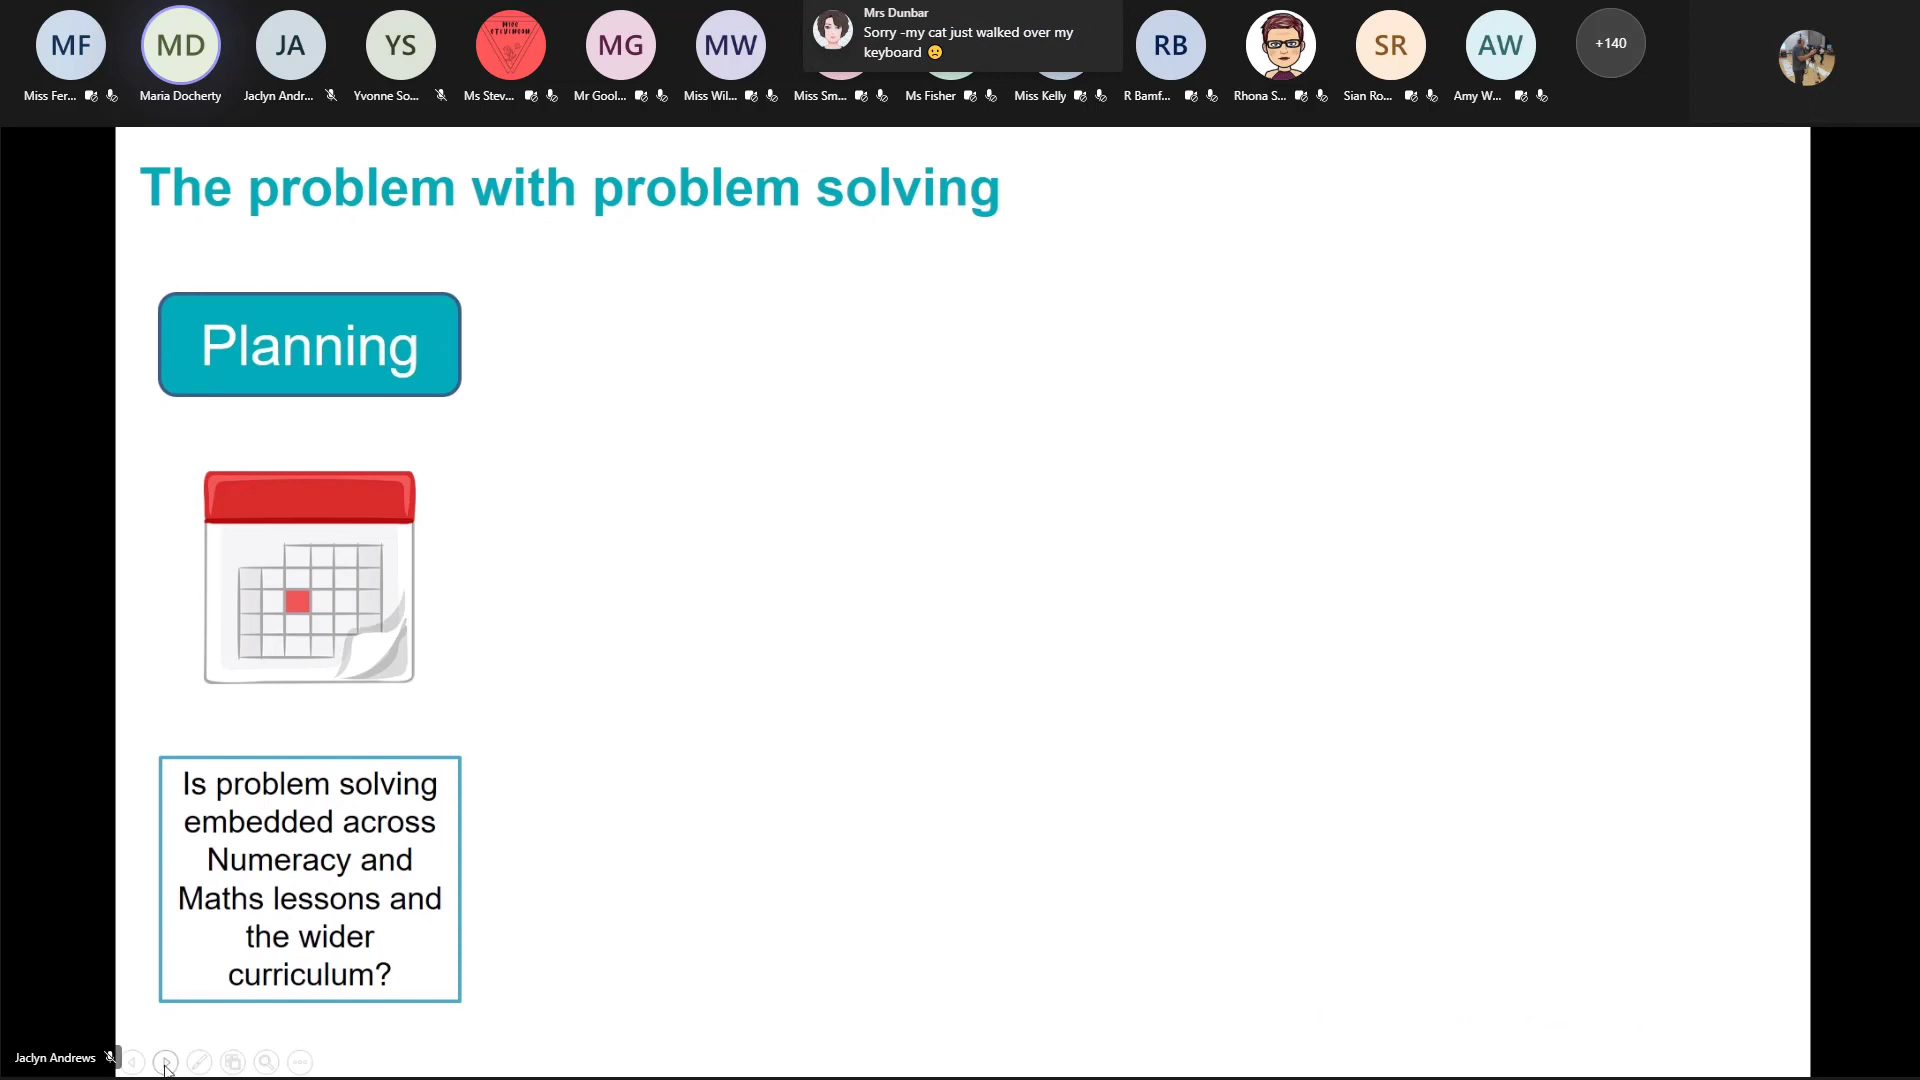 MF
MD
JA
YS
MISS
STEVENSON
MG
MW
Mrs Dunbar
Sorry -my cat just walked over my
keyboard ☹
RB
SR
AW
+140
Miss Fer...
Maria Docherty
Jaclyn Andr...
Yvonne So...
Ms Stev...
Mr Gool...
Miss Wil...
Miss Sm...
Ms Fisher
Miss Kelly
R Bamf...
Rhona S...
Sian Ro...
Amy W...
The problem with problem solving
Planning
Is problem solving
embedded across
Numeracy and
Maths lessons and
the wider
curriculum?
Jaclyn Andrews